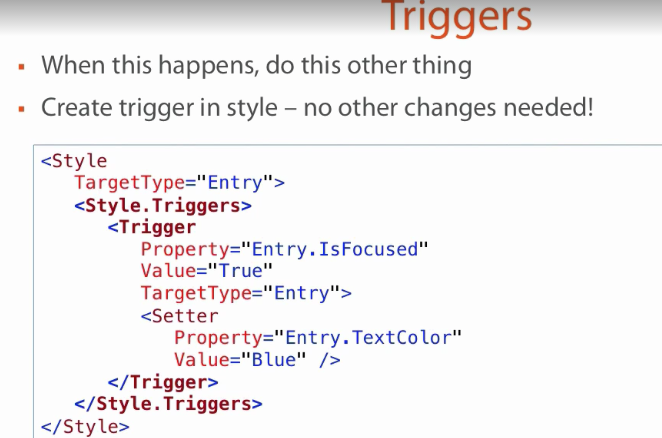 Triggers
When this happens, do this other thing
Create trigger in style – no other changes needed!
<Style
TargetType="Entry">
<Style.Triggers>
<Trigger
Property="Entry.IsFocused"
Value="True"
TargetType="Entry">
<Setter
Property="Entry.TextColor"
Value="Blue" />
</Trigger>
</Style.Triggers>
</Style>